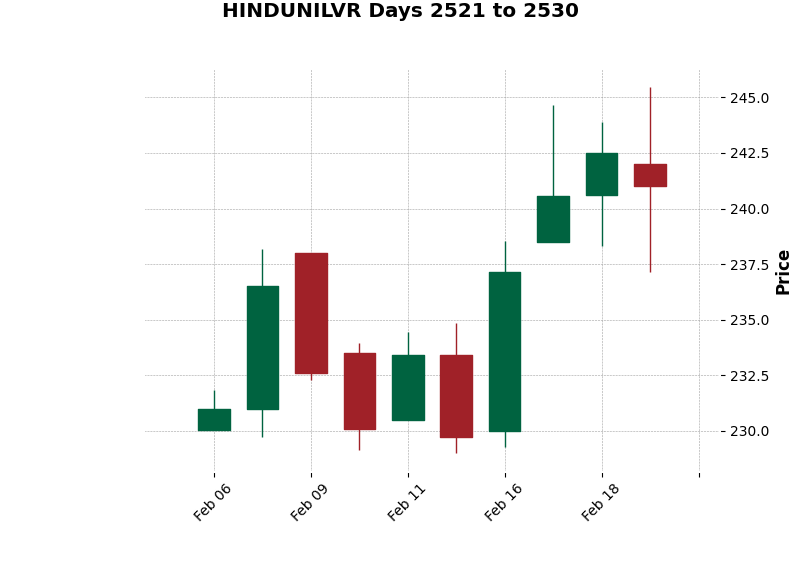 HINDUNILVR Days 2521 to 2530
245.0
242.5
240.0
237.5
235.0
232.5
230.0
Price
Feb 06
Feb 09
Feb 11
Feb 16
Feb 18